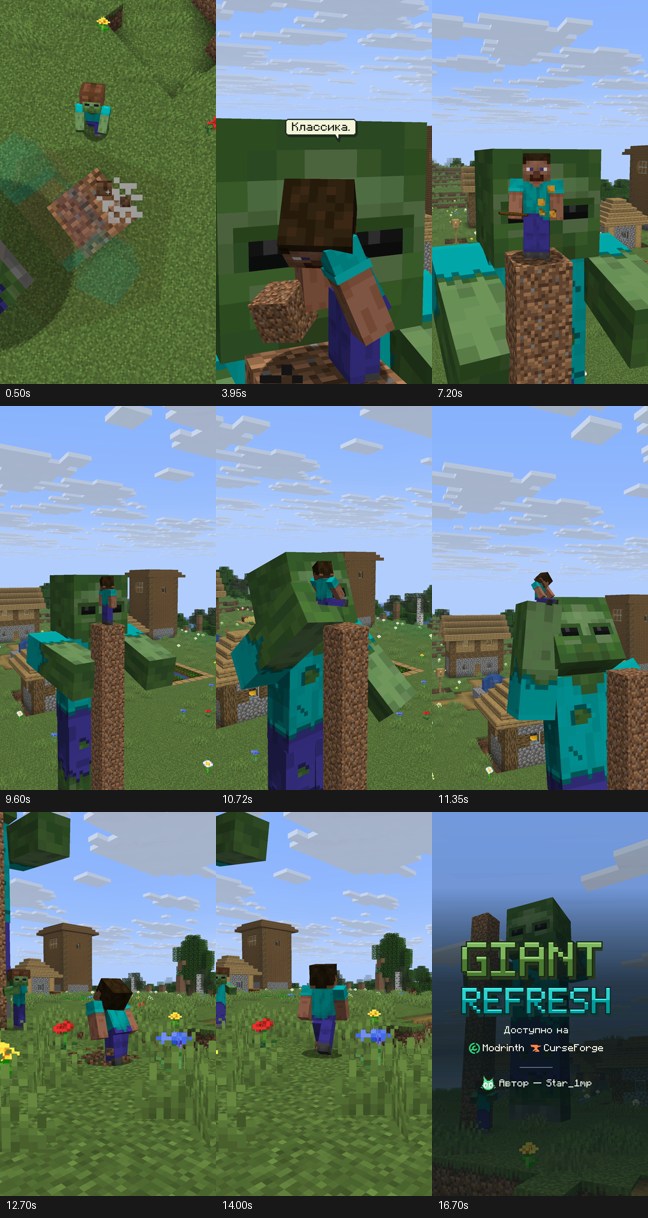 0.50s
3.95s
7.20s
Классика.
9.60s
10.72s
11.35s
12.70s
14.00s
16.70s
GIANT
REFRESH
Доступно на
Modrinth CurseForge
Автор — Star_1mp